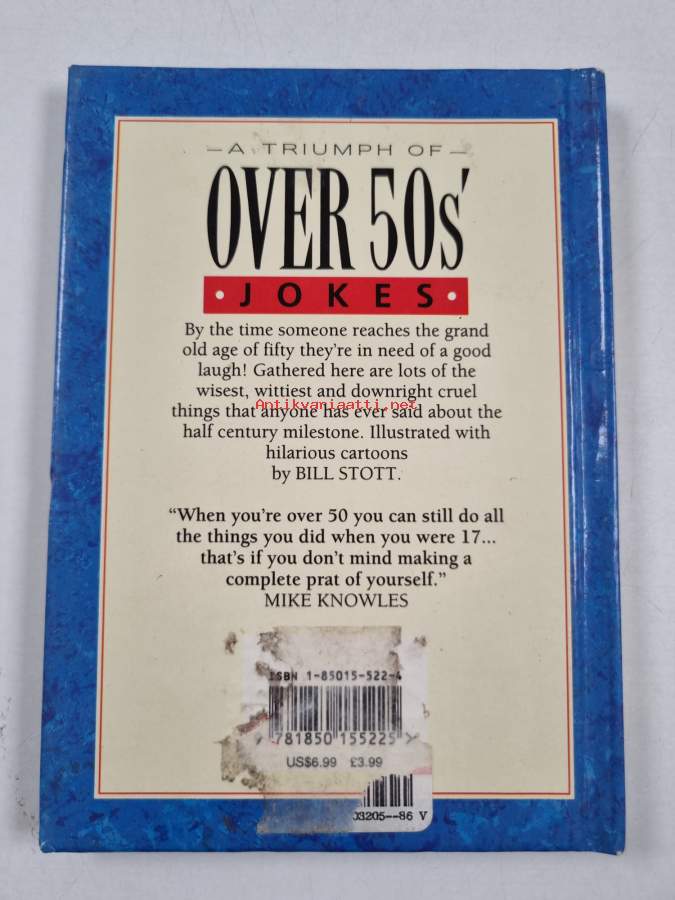 — A TRIUMPH OF —
OVER 50s'
• JOKES •
By the time someone reaches the grand
old age of fifty they're in need of a good
laugh! Gathered here are lots of the
wisest, wittiest and downright cruel
Antikvariaatti.net
things that anyone has ever said about the
half century milestone. Illustrated with
hilarious cartoons
by BILL STOTT.
“When you're over 50 you can still do all
the things you did when you were 17...
that's if you don't mind making a
complete prat of yourself.”
MIKE KNOWLES
ISBN 1-85015-522-4
781850 155225
US$6.99 £3.99
03205--86 V